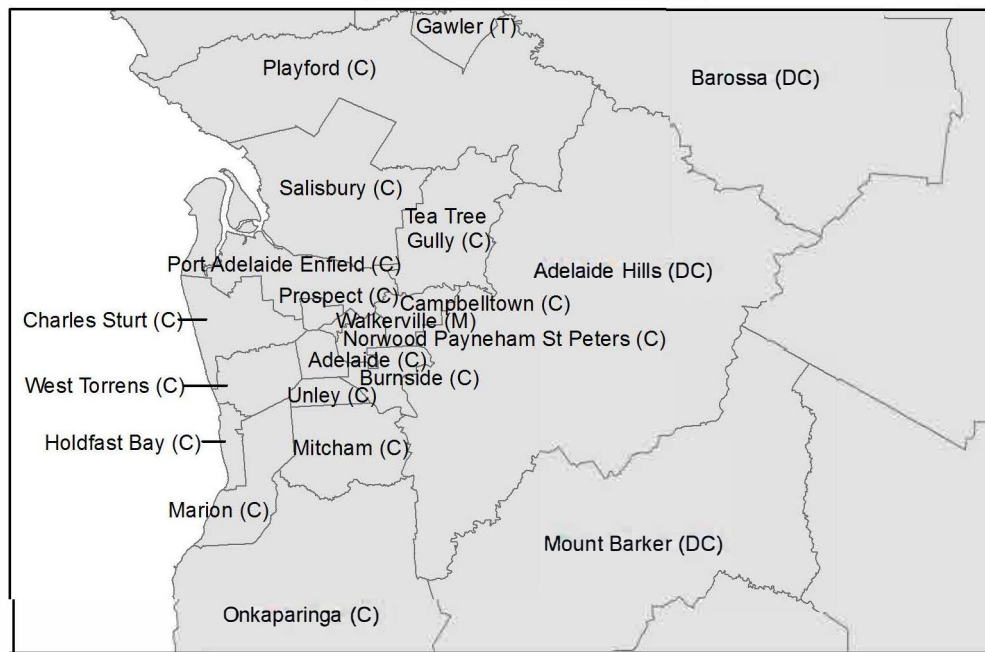 Gawler (T)
Playford (C)
Barossa (DC)
Salisbury (C)
Tea Tree
Gully (C)
Port Adelaide Enfield (C)
Adelaide Hills (DC)
Prospect (C)
Campbelltown (C)
Charles Sturt (C)
Walkerville (M)
Norwood Payneham St Peters (C)
Adelaide (C)
West Torrens (C)
Burnside (C)
Unley (C)
Holdfast Bay (C)
Mitcham (C)
Marion (C)
Mount Barker (DC)
Onkaparinga (C)